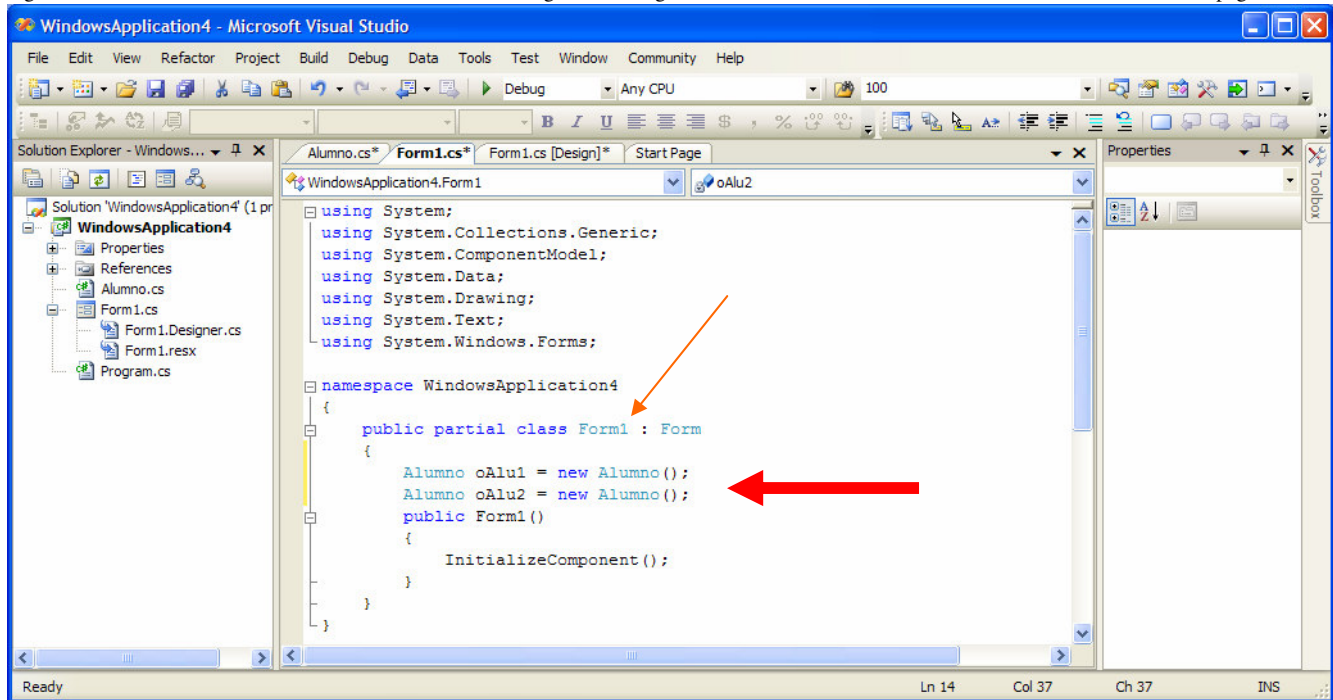 WindowsApplication4 - Microsoft Visual Studio
File Edit View Refactor Project Build Debug Data Tools Test Window Community Help
Debug Any CPU 100
B I U $ , %
Solution Explorer - Windows...
Alumno.cs* Form1.cs* Form1.cs [Design]* Start Page
Properties
Toolbox
WindowsApplication4.Form1 oAlu2
Solution 'WindowsApplication4' (1 pr
WindowsApplication4
Properties
References
Alumno.cs
Form1.cs
Form1.Designer.cs
Form1.resx
Program.cs
using System;
using System.Collections.Generic;
using System.ComponentModel;
using System.Data;
using System.Drawing;
using System.Text;
using System.Windows.Forms;
namespace WindowsApplication4
{
public partial class Form1 : Form
{
Alumno oAlu1 = new Alumno();
Alumno oAlu2 = new Alumno();
public Form1()
{
InitializeComponent();
}
}
}
Ready Ln 14 Col 37 Ch 37 INS